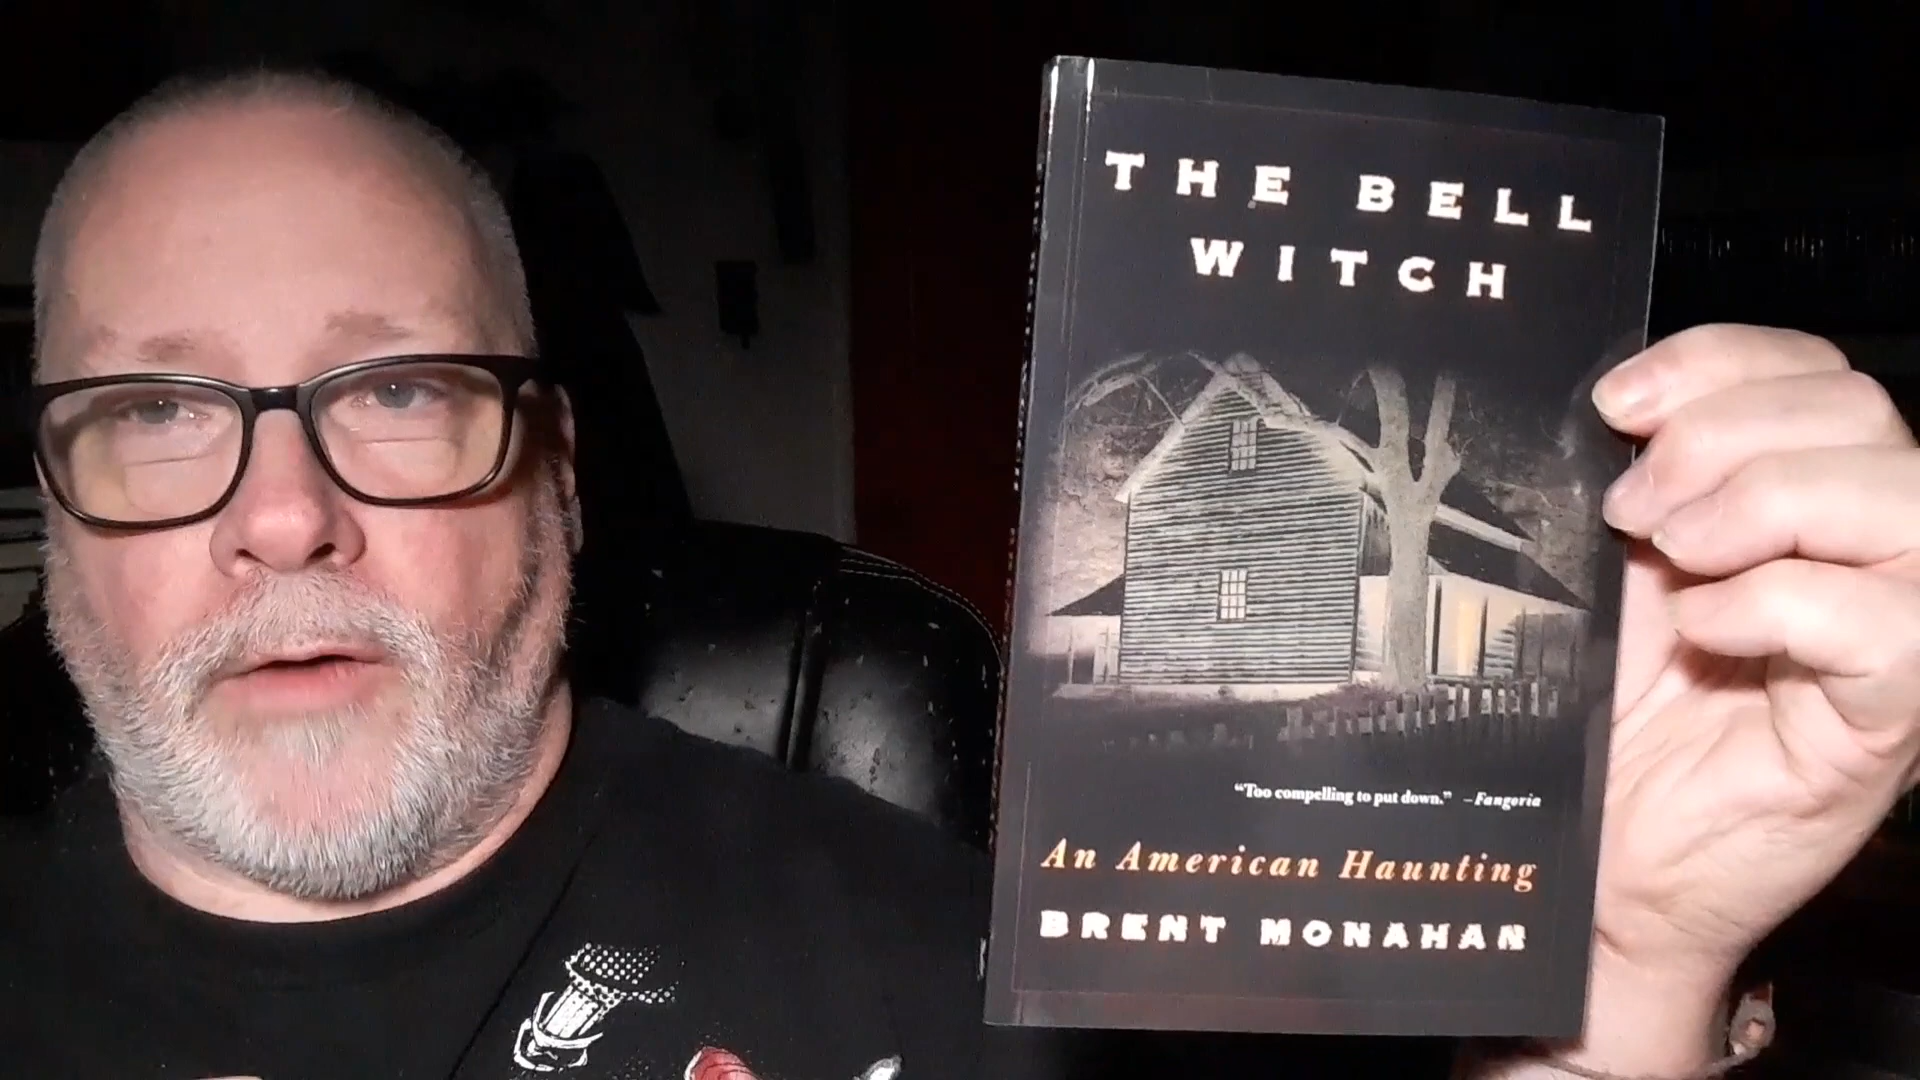 THE BELL
WITCH
“Too compelling to put down.” –Fangoria
An American Haunting
BRENT MONAHAN